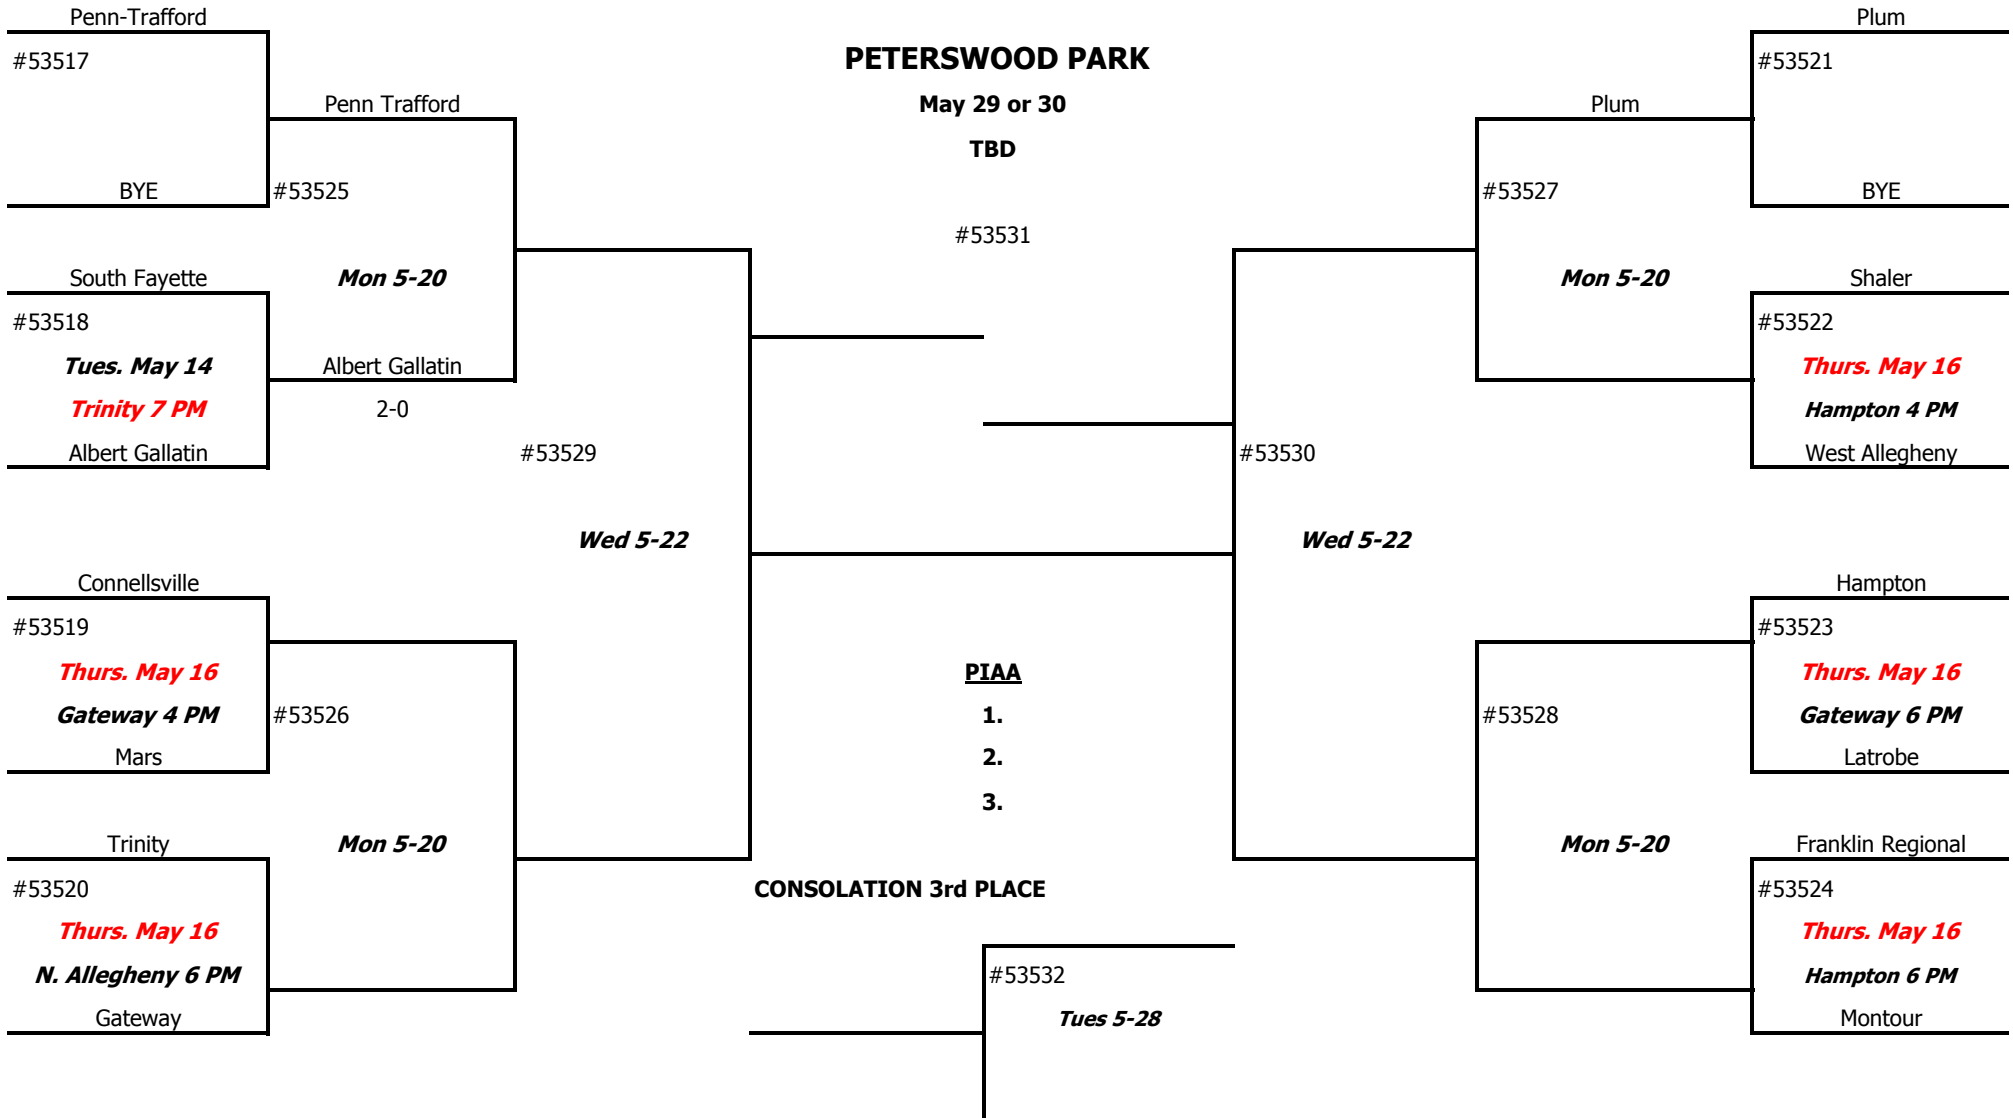 Penn-Trafford
#53517
BYE
South Fayette
#53518
Tues. May 14
Trinity 7 PM
Albert Gallatin
Connellsville
#53519
Thurs. May 16
Gateway 4 PM
Mars
Trinity
#53520
Thurs. May 16
N. Allegheny 6 PM
Gateway
Penn Trafford
#53525
Mon 5-20
Albert Gallatin
2-0
#53526
Mon 5-20
#53529
Wed 5-22
PETERSWOOD PARK
May 29 or 30
TBD
#53531
PIAA
1.
2.
3.
CONSOLATION 3rd PLACE
#53532
Tues 5-28
#53530
Wed 5-22
Plum
#53527
Mon 5-20
#53528
Mon 5-20
Plum
#53521
BYE
Shaler
#53522
Thurs. May 16
Hampton 4 PM
West Allegheny
Hampton
#53523
Thurs. May 16
Gateway 6 PM
Latrobe
Franklin Regional
#53524
Thurs. May 16
Hampton 6 PM
Montour